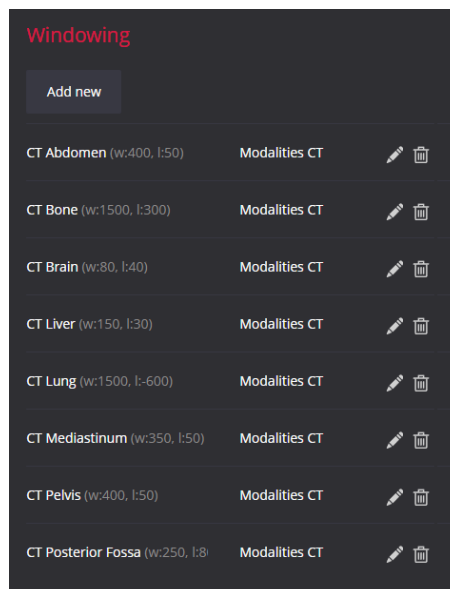 Windowing
Add new
CT Abdomen (w:400, l:50) Modalities CT
CT Bone (w:1500, l:300) Modalities CT
CT Brain (w:80, l:40) Modalities CT
CT Liver (w:150, l:30) Modalities CT
CT Lung (w:1500, l:-600) Modalities CT
CT Mediastinum (w:350, l:50) Modalities CT
CT Pelvis (w:400, l:50) Modalities CT
CT Posterior Fossa (w:250, l:8 Modalities CT